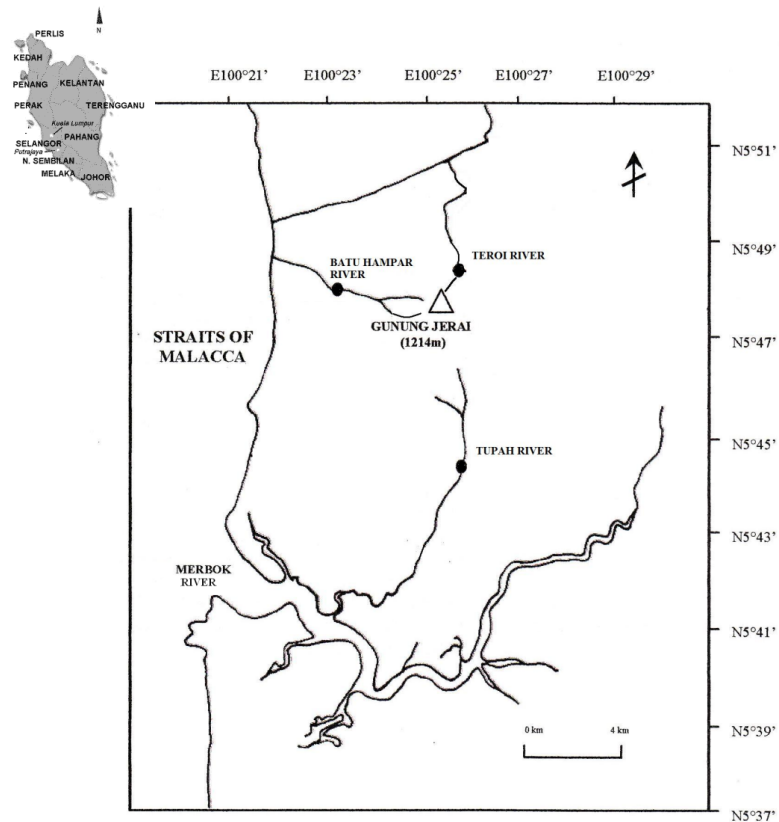 N
PERLIS
KEDAH
PENANG
KELANTAN
PERAK
TERENGGANU
Kuala Lumpur
PAHANG
SELANGOR
Putrajaya
N. SEMBILAN
MELAKA
JOHOR
E100°21’ E100°23’ E100°25’ E100°27’ E100°29’
N5°51’
N5°49’
N5°47’
N5°45’
N5°43’
N5°41’
N5°39’
N5°37’
TEROI RIVER
BATU HAMPAR
RIVER
GUNUNG JERAI
(1214m)
STRAITS OF
MALACCA
TUPAH RIVER
MERBOK
RIVER
0 km 4 km